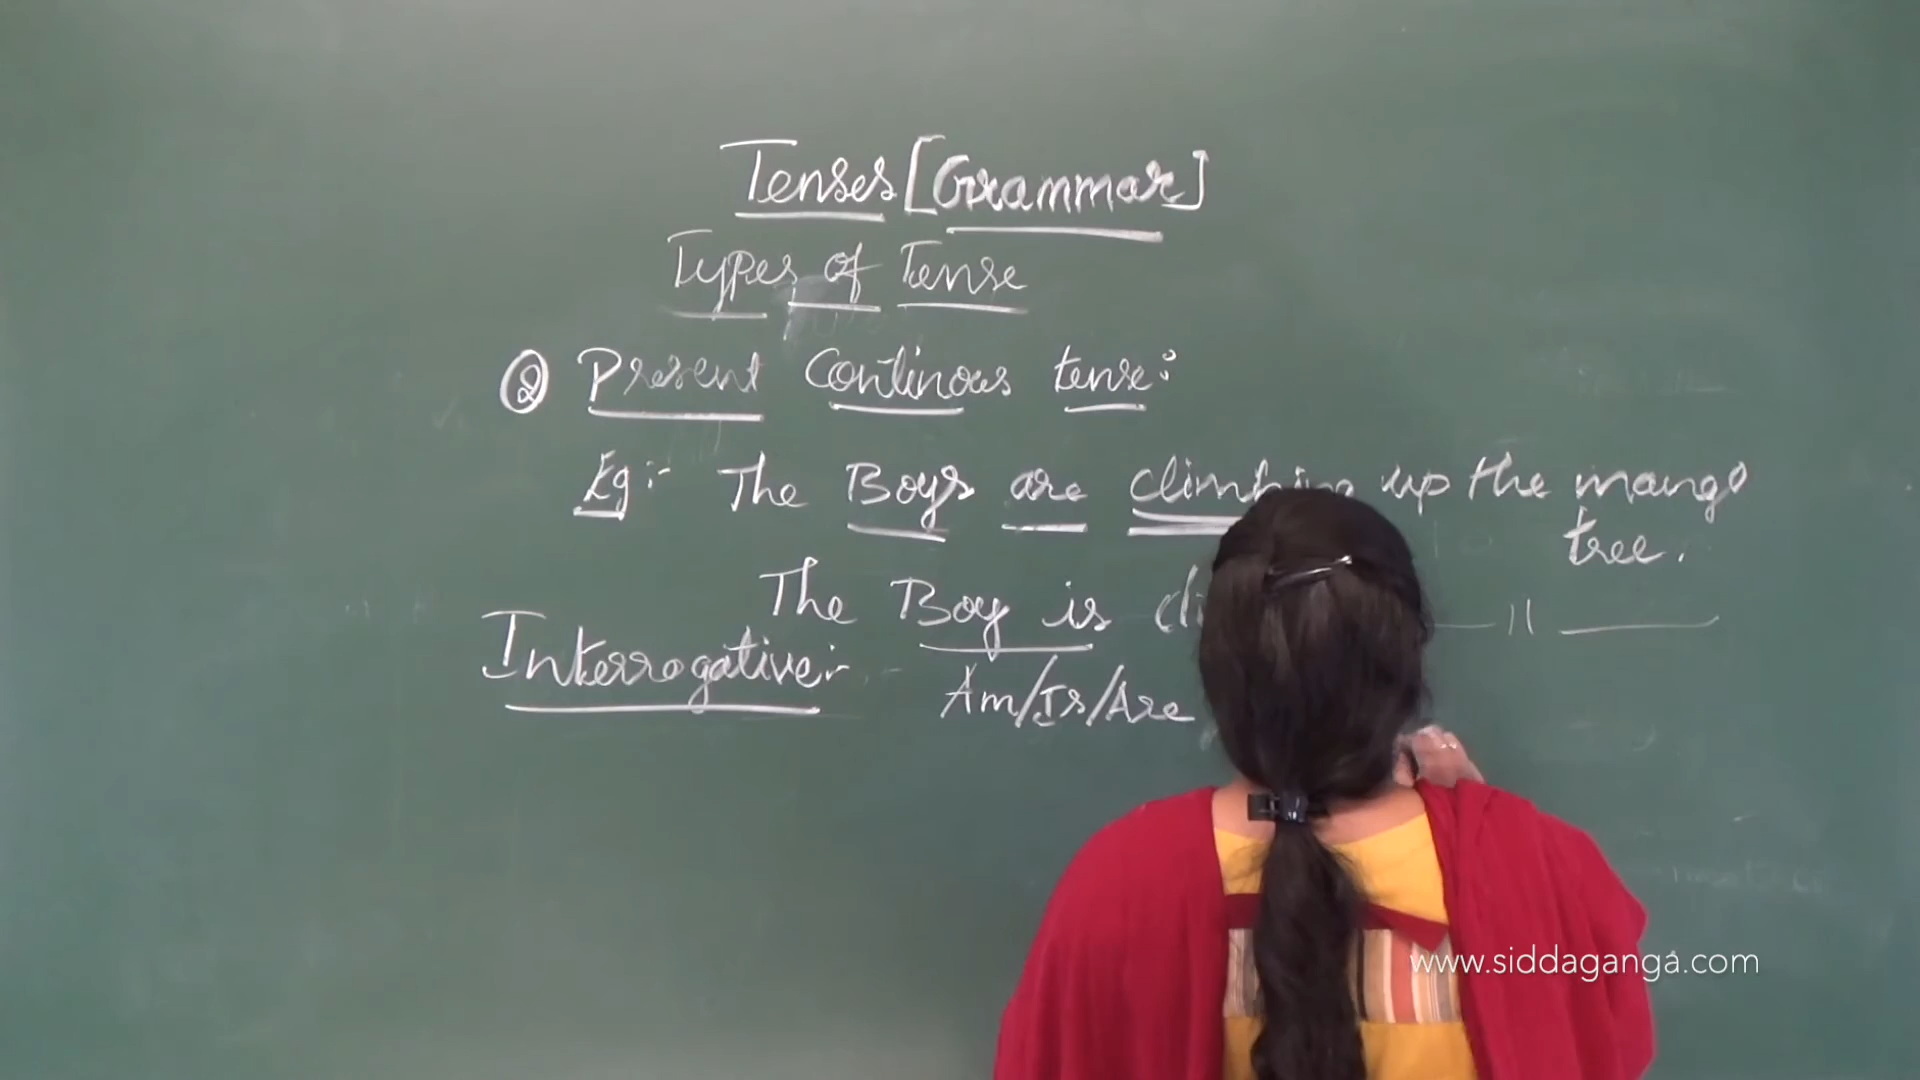 Tenses [Grammar]
Types of Tense
② Present Continous tense:
Eg:- The Boys are climbing up the mango
tree.
The Boy is cli — 11 —
Interrogative:-
Am/Is/Are
www.siddaganga.com